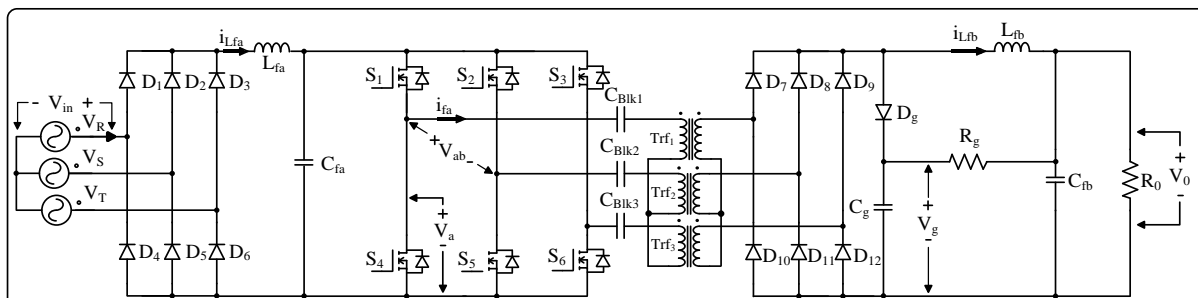 i_Lfa
L_fa
i_Lfb
L_fb
- V_in +
D_1 D_2 D_3
S_1 S_2 S_3
D_7 D_8 D_9
C_Blk1
i_fa
D_g
V_R
Trf_1
R_g
+ V_ab -
V_S
C_fa
C_Blk2
+ V_0 -
R_0
V_T
Trf_2
C_fb
C_Blk3
C_g
+ V_g -
+ V_a -
D_4 D_5 D_6
S_4 S_5 S_6
Trf_3
D_10 D_11 D_12